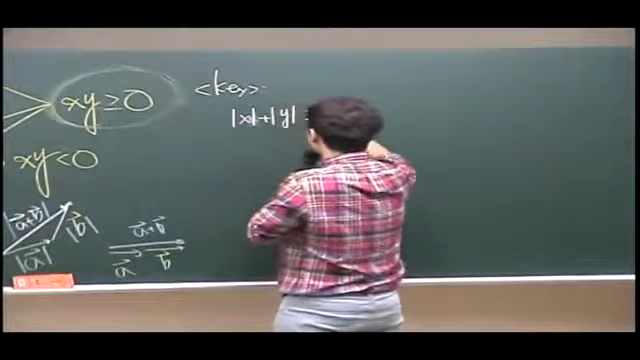 xy≥0
xy<0
<key>:
|x|+|y|
|a⃗+b⃗|
|b⃗|
|a⃗|
a⃗+b⃗
a⃗ b⃗